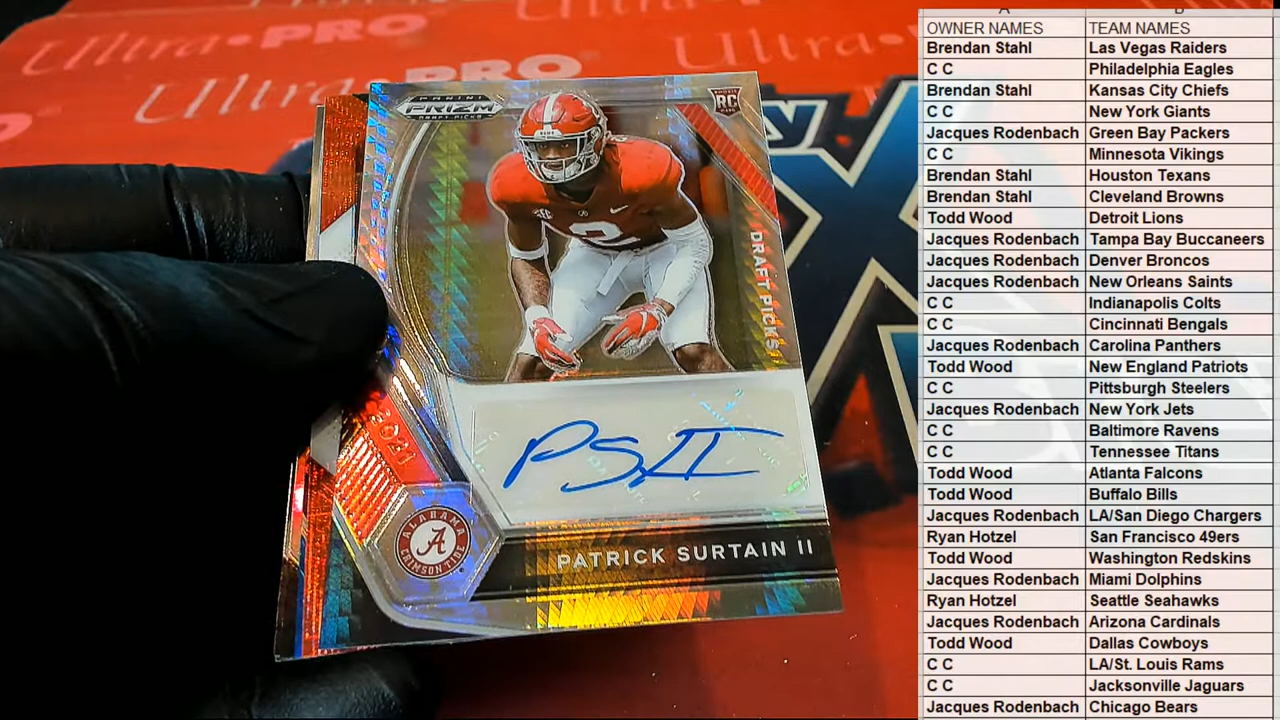 Ultra•PRO
Ultra•PRO
Ultra
PRO
PANINI
PRIZM
DRAFT PICKS
RC
DRAFT PICKS
2
2021
PS II
ALABAMA
A
CRIMSON TIDE
PATRICK SURTAIN II
OWNER NAMES TEAM NAMES
Brendan Stahl Las Vegas Raiders
C C Philadelphia Eagles
Brendan Stahl Kansas City Chiefs
C C New York Giants
Jacques Rodenbach Green Bay Packers
C C Minnesota Vikings
Brendan Stahl Houston Texans
Brendan Stahl Cleveland Browns
Todd Wood Detroit Lions
Jacques Rodenbach Tampa Bay Buccaneers
Jacques Rodenbach Denver Broncos
Jacques Rodenbach New Orleans Saints
C C Indianapolis Colts
C C Cincinnati Bengals
Jacques Rodenbach Carolina Panthers
Todd Wood New England Patriots
C C Pittsburgh Steelers
Jacques Rodenbach New York Jets
C C Baltimore Ravens
C C Tennessee Titans
Todd Wood Atlanta Falcons
Todd Wood Buffalo Bills
Jacques Rodenbach LA/San Diego Chargers
Ryan Hotzel San Francisco 49ers
Todd Wood Washington Redskins
Jacques Rodenbach Miami Dolphins
Ryan Hotzel Seattle Seahawks
Jacques Rodenbach Arizona Cardinals
Todd Wood Dallas Cowboys
C C LA/St. Louis Rams
C C Jacksonville Jaguars
Jacques Rodenbach Chicago Bears